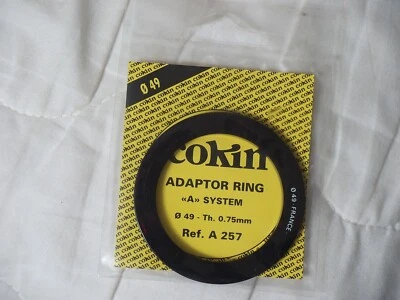 Ø 49
cokin
ADAPTOR RING
«A» SYSTEM
Ø 49 - Th. 0.75mm
Ref. A 257
Ø 49 FRANCE